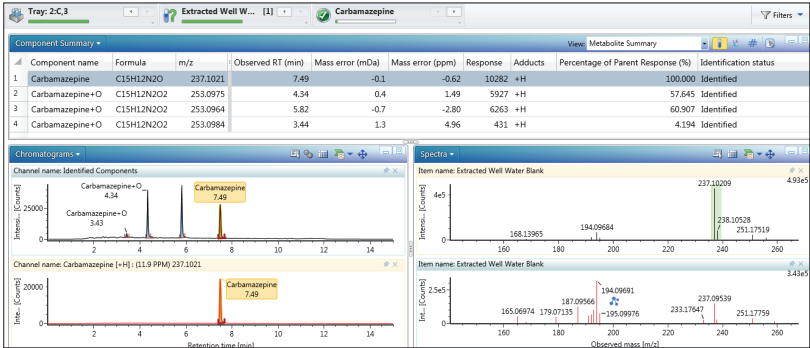 Tray: 2:C,3
Extracted Well W... [1]
Carbamazepine
Filters
Component Summary
View: Metabolite Summary
Component name Formula m/z Observed RT (min) Mass error (mDa) Mass error (ppm) Response Adducts Percentage of Parent Response (%) Identification status
1 Carbamazepine C15H12N2O 237.1021 7.49 -0.1 -0.62 10282 +H 100.000 Identified
2 Carbamazepine+O C15H12N2O2 253.0975 4.34 0.4 1.49 5927 +H 57.645 Identified
3 Carbamazepine+O C15H12N2O2 253.0964 5.82 -0.7 -2.80 6263 +H 60.907 Identified
4 Carbamazepine+O C15H12N2O2 253.0984 3.44 1.3 4.96 431 +H 4.194 Identified
Chromatograms
Channel name: Identified Components
Intensi... [Counts]
25000
0
Carbamazepine+O
4.34
Carbamazepine+O
3.43
Carbamazepine
7.49
2 4 6 8 10 12 14
Channel name: Carbamazepine [+H] : (11.9 PPM) 237.1021
Inte... [Counts]
20000
0
Carbamazepine
7.49
2 4 6 8 10 12 14
Retention time [min]
Spectra
Item name: Extracted Well Water Blank
4.93e5
Intensi... [Counts]
4e5
0
168.13965
194.09684
237.10209
238.10528
251.17519
160 180 200 220 240 260
Item name: Extracted Well Water Blank
3.43e5
Int... [Counts]
2.5e5
0
165.06974
179.07135
187.09566
194.09691
195.09976
233.17647
237.09539
251.17759
160 180 200 220 240 260
Observed mass [m/z]